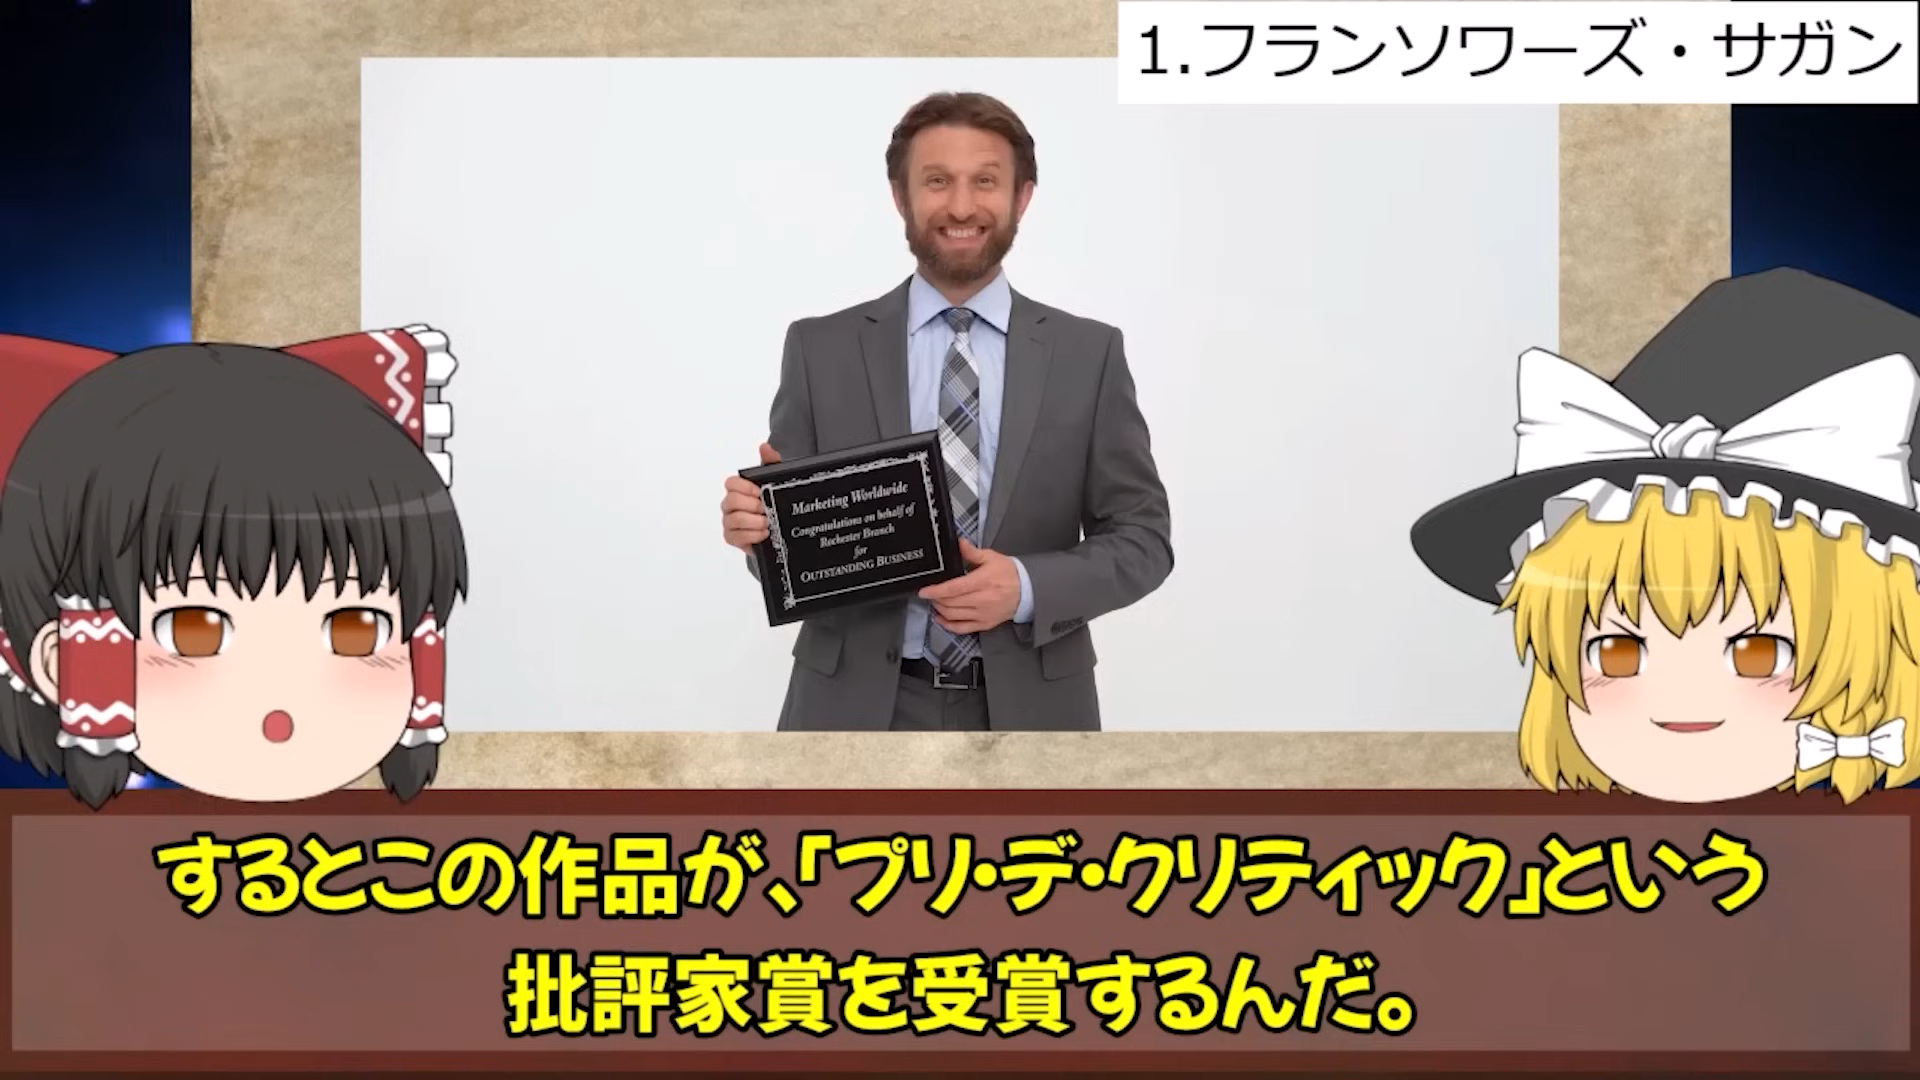 1.フランソワーズ・サガン
Marketing Worldwide
Congratulations on behalf of
Rochester Branch
for
OUTSTANDING BUSINESS
するとこの作品が、「プリ・デ・クリティック」という
批評家賞を受賞するんだ。